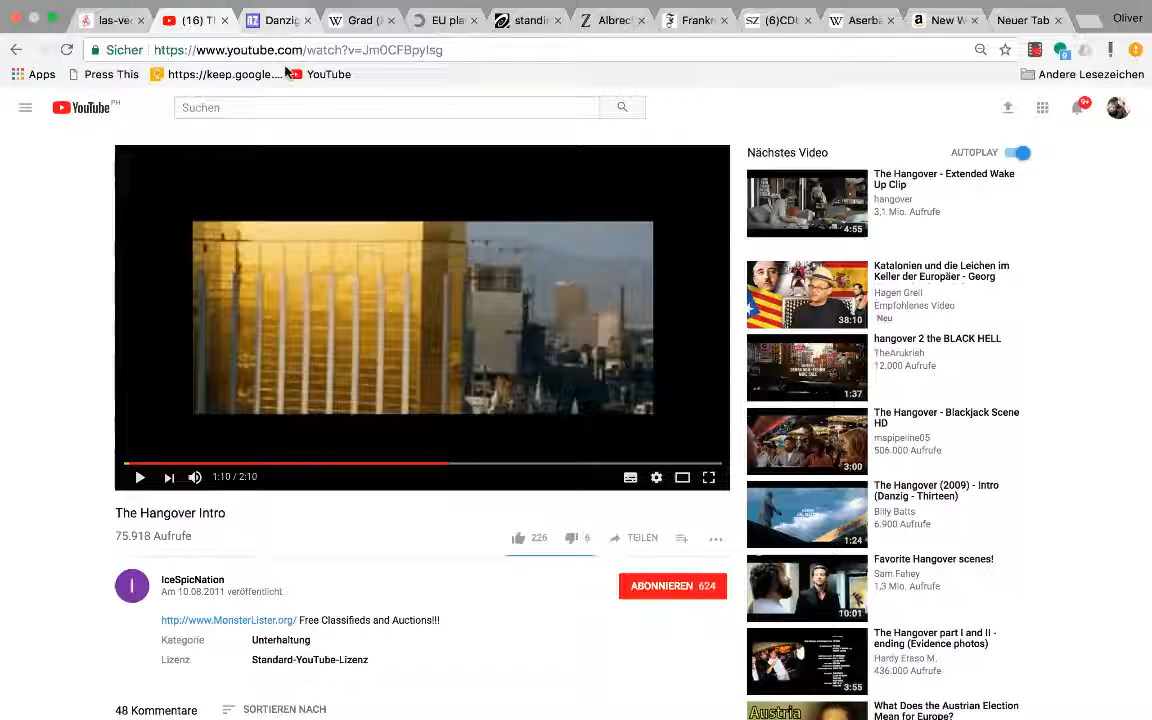 las-vec
(16) T
Danzig
Grad (
EU pla
standi
Albrec
Frankr
(6)CDU
Aserba
New W
Neuer Tab
Oliver
Sicher https://www.youtube.com/watch?v=Jm0CFBpyIsg
Apps Press This https://keep.google.... YouTube Andere Lesezeichen
YouTube PH
Suchen
9+
Nächstes Video AUTOPLAY
The Hangover - Extended Wake
Up Clip
hangover
3,1 Mio. Aufrufe
4:55
Katalonien und die Leichen im
Keller der Europäer - Georg
Hagen Grell
Empfohlenes Video
Neu
38:10
hangover 2 the BLACK HELL
TheArukrish
12.000 Aufrufe
1:37
The Hangover - Blackjack Scene
HD
mspipeline05
506.000 Aufrufe
3:00
The Hangover (2009) - Intro
(Danzig - Thirteen)
Billy Batts
6.900 Aufrufe
1:24
Favorite Hangover scenes!
Sam Fahey
1,3 Mio. Aufrufe
10:01
The Hangover part I and II -
ending (Evidence photos)
Hardy Eraso M.
436.000 Aufrufe
3:55
What Does the Austrian Election
Mean for Europe?
Austria
1:10 / 2:10
The Hangover Intro
75.918 Aufrufe
226 6 TEILEN
IceSpicNation
Am 10.08.2011 veröffentlicht
ABONNIEREN 624
http://www.MonsterLister.org/ Free Classifieds and Auctions!!!
Kategorie Unterhaltung
Lizenz Standard-YouTube-Lizenz
48 Kommentare SORTIEREN NACH